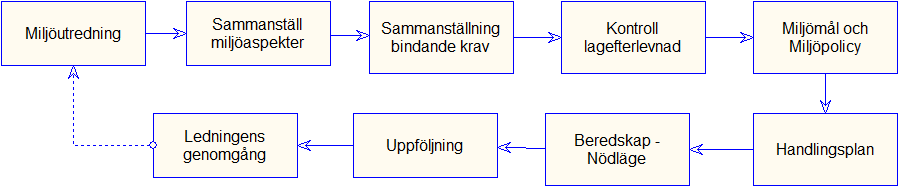 Miljöutredning
Sammanställ
miljöaspekter
Sammanställning
bindande krav
Kontroll
lagefterlevnad
Miljömål och
Miljöpolicy
Handlingsplan
Beredskap -
Nödläge
Uppföljning
Ledningens
genomgång